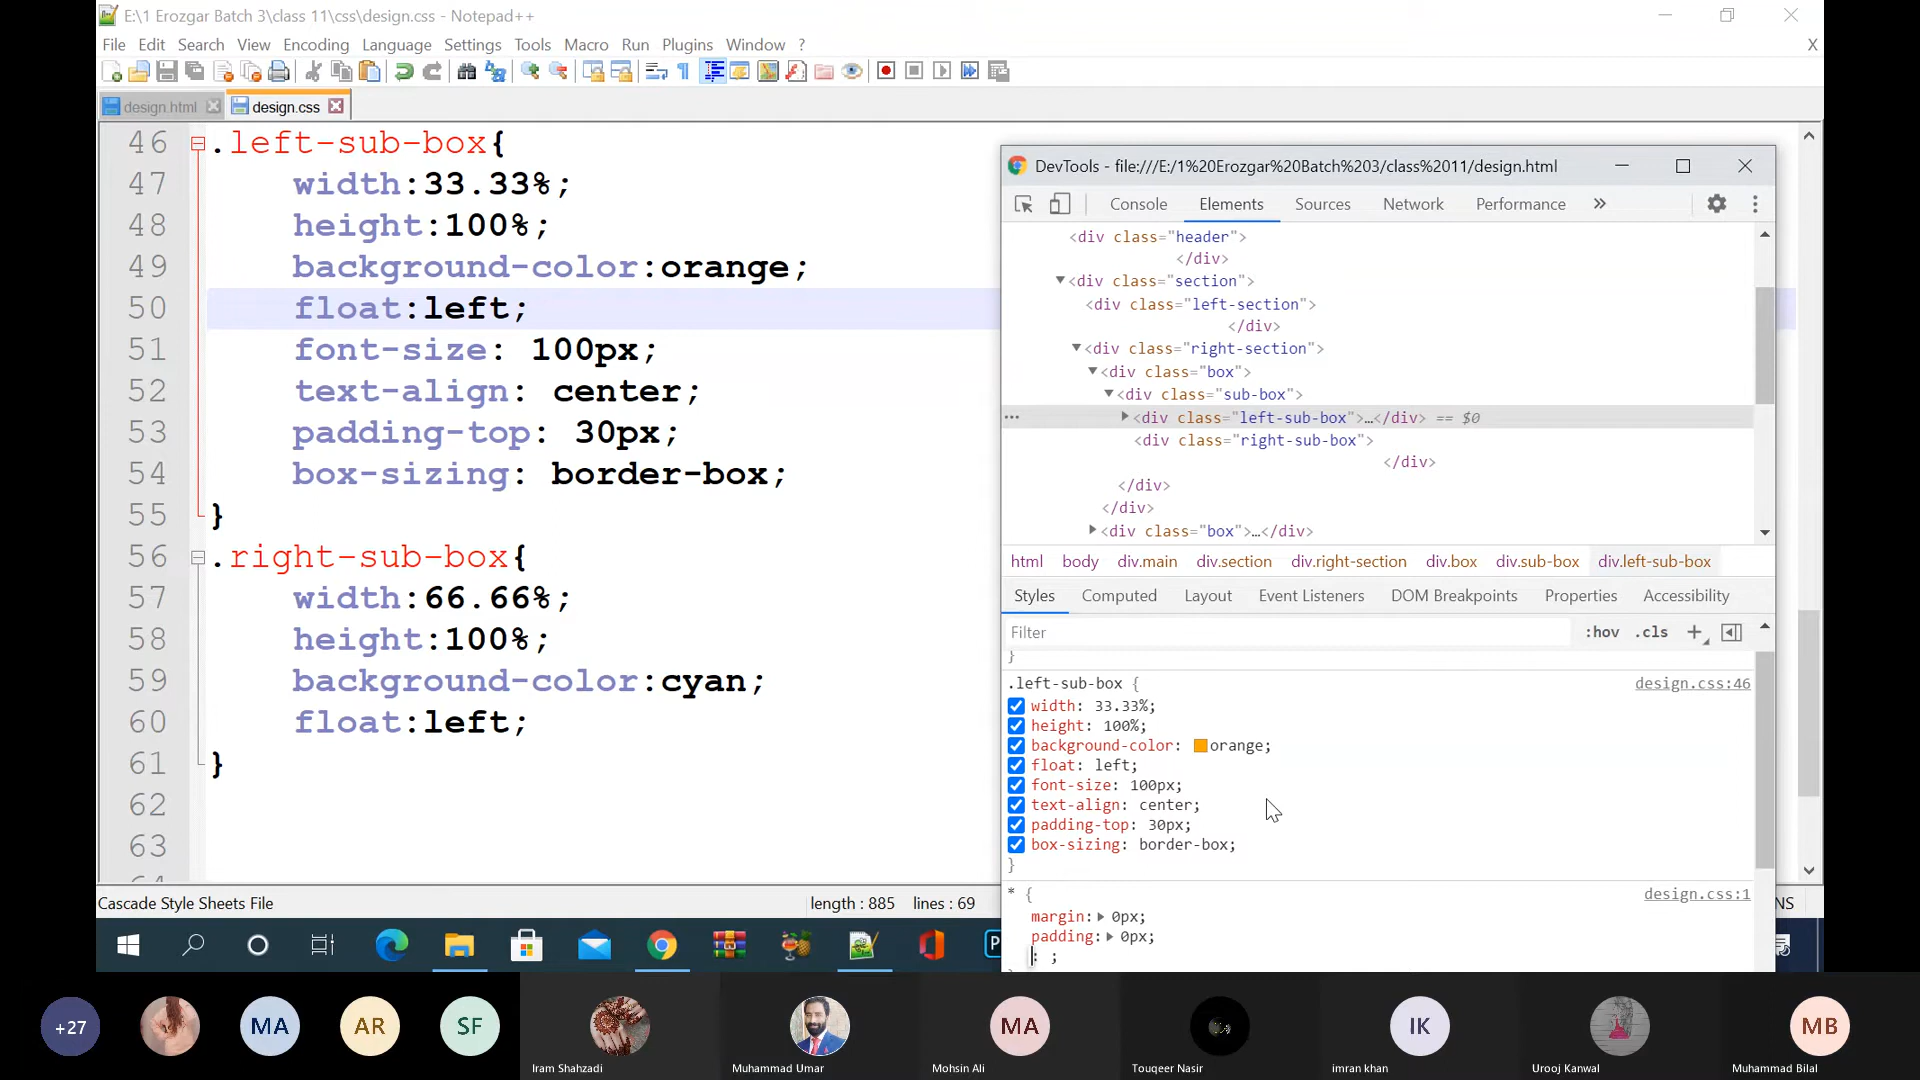 E:\1 Erozgar Batch 3\class 11\css\design.css - Notepad++
File Edit Search View Encoding Language Settings Tools Macro Run Plugins Window ? X
design.html design.css
46 .left-sub-box{
47 width:33.33%;
48 height:100%;
49 background-color:orange;
50 float:left;
51 font-size: 100px;
52 text-align: center;
53 padding-top: 30px;
54 box-sizing: border-box;
55 }
56 .right-sub-box{
57 width:66.66%;
58 height:100%;
59 background-color:cyan;
60 float:left;
61 }
62
63
Cascade Style Sheets File length : 885 lines : 69 NS
DevTools - file:///E:/1%20Erozgar%20Batch%203/class%2011/design.html
Console Elements Sources Network Performance »
<div class="header">
</div>
<div class="section">
<div class="left-section">
</div>
<div class="right-section">
<div class="box">
<div class="sub-box">
<div class="left-sub-box">…</div> == $0
<div class="right-sub-box">
</div>
</div>
</div>
<div class="box">…</div>
html body div.main div.section div.right-section div.box div.sub-box div.left-sub-box
Styles Computed Layout Event Listeners DOM Breakpoints Properties Accessibility
Filter :hov .cls +
}
.left-sub-box { design.css:46
width: 33.33%;
height: 100%;
background-color: orange;
float: left;
font-size: 100px;
text-align: center;
padding-top: 30px;
box-sizing: border-box;
}
* { design.css:1
margin: 0px;
padding: 0px;
: ;
+27 MA AR SF MA IK MB
Iram Shahzadi Muhammad Umar Mohsin Ali Touqeer Nasir imran khan Urooj Kanwal Muhammad Bilal